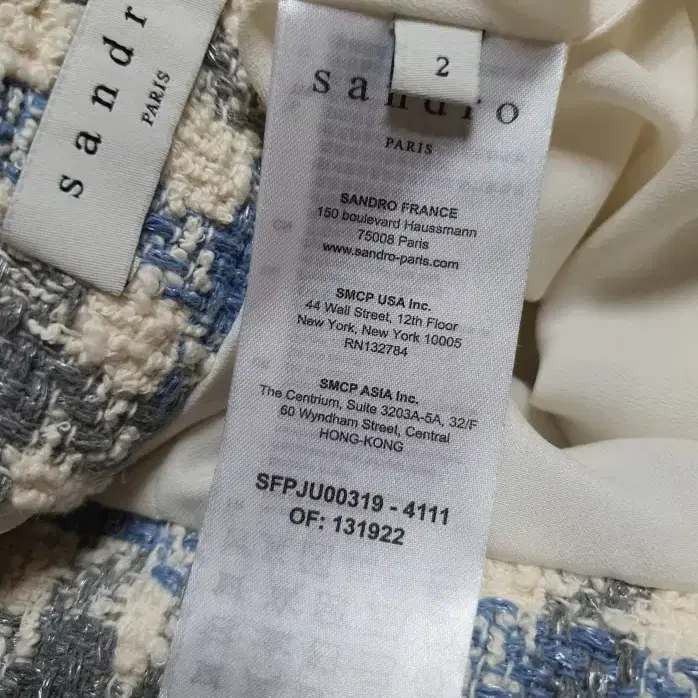 sandr
PARIS
2
sandro
PARIS
SANDRO FRANCE
150 boulevard Haussmann
75008 Paris
www.sandro-paris.com
SMCP USA Inc.
44 Wall Street, 12th Floor
New York, New York 10005
RN132784
SMCP ASIA Inc.
The Centrium, Suite 3203A-5A, 32/F
60 Wyndham Street, Central
HONG-KONG
SFPJU00319 - 4111
OF: 131922